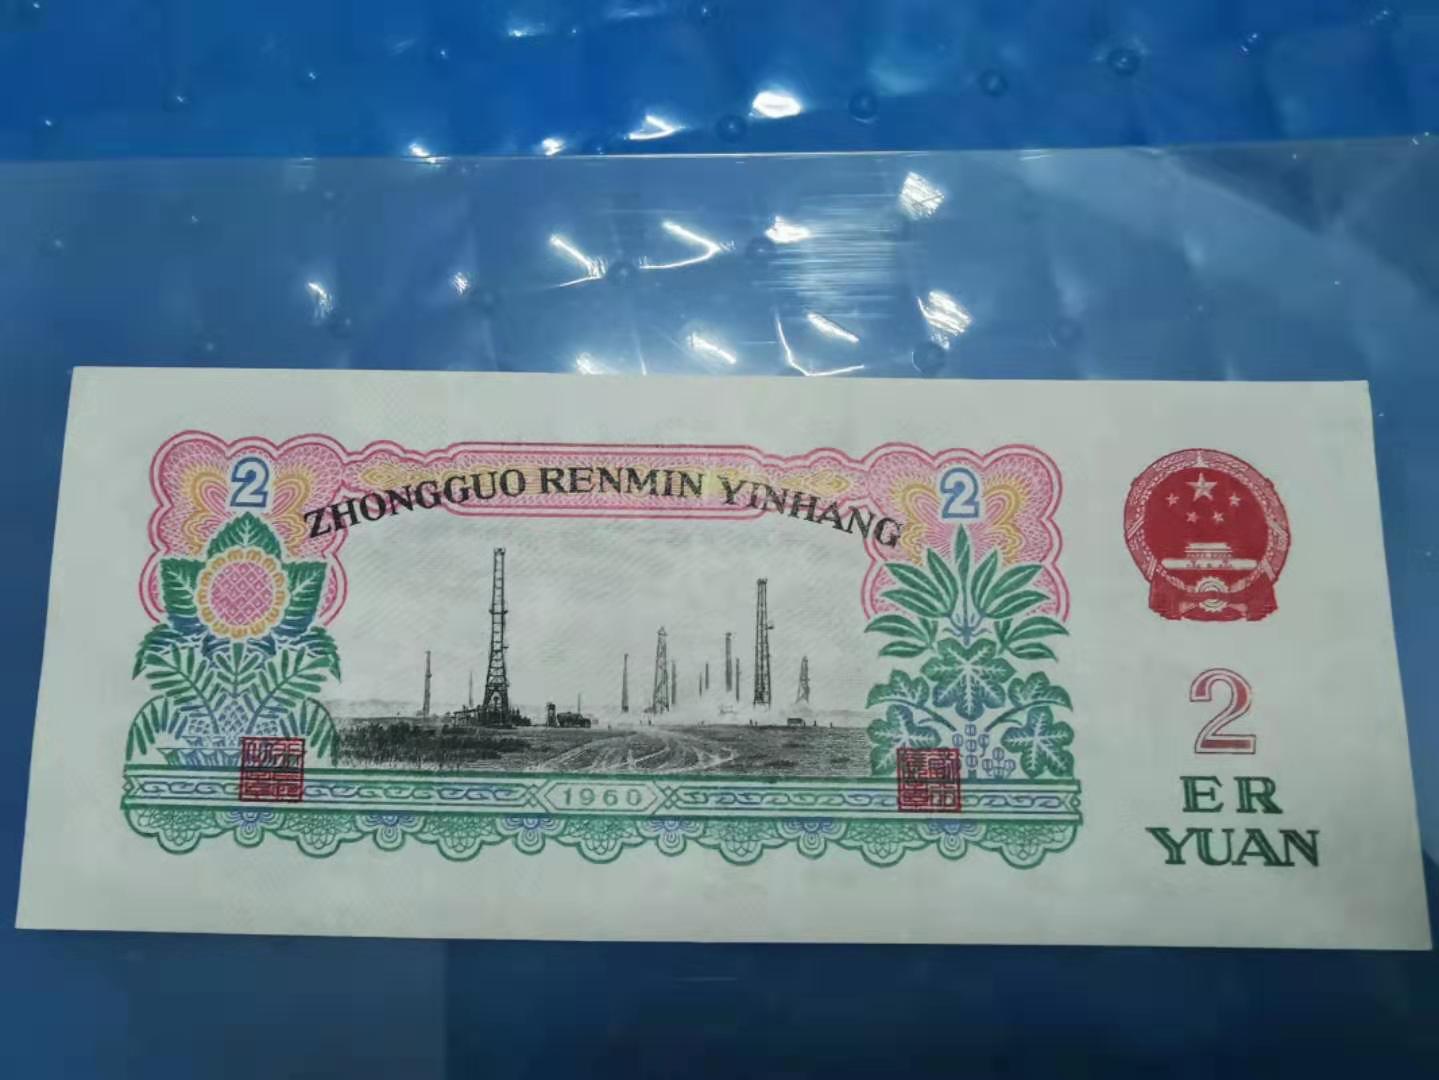 2
2
ZHONGGUO RENMIN YINHANG
1960
2
ER
YUAN